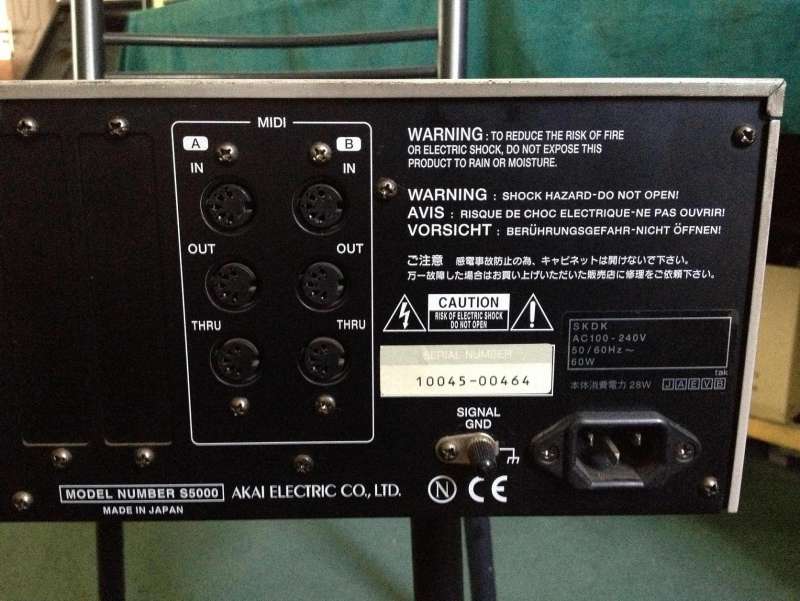 MIDI
A B
IN IN
OUT OUT
THRU THRU
WARNING : TO REDUCE THE RISK OF FIRE
OR ELECTRIC SHOCK, DO NOT EXPOSE THIS
PRODUCT TO RAIN OR MOISTURE.
WARNING : SHOCK HAZARD-DO NOT OPEN!
AVIS : RISQUE DE CHOC ELECTRIQUE-NE PAS OUVRIR!
VORSICHT : BERÜHRUNGSGEFAHR-NICHT ÖFFNEN!
ご注意 感電事故防止の為、キャビネットは開けないで下さい。
万一故障した場合はお買い上げいただいた販売店に修理をご依頼下さい。
CAUTION
RISK OF ELECTRIC SHOCK
DO NOT OPEN
SERIAL NUMBER
10045-00464
SKDK
AC100-240V
50/60Hz~
60W
tak
本体消費電力 28W JAEVB
SIGNAL
GND
MODEL NUMBER S5000 AKAI ELECTRIC CO., LTD. N CE
MADE IN JAPAN